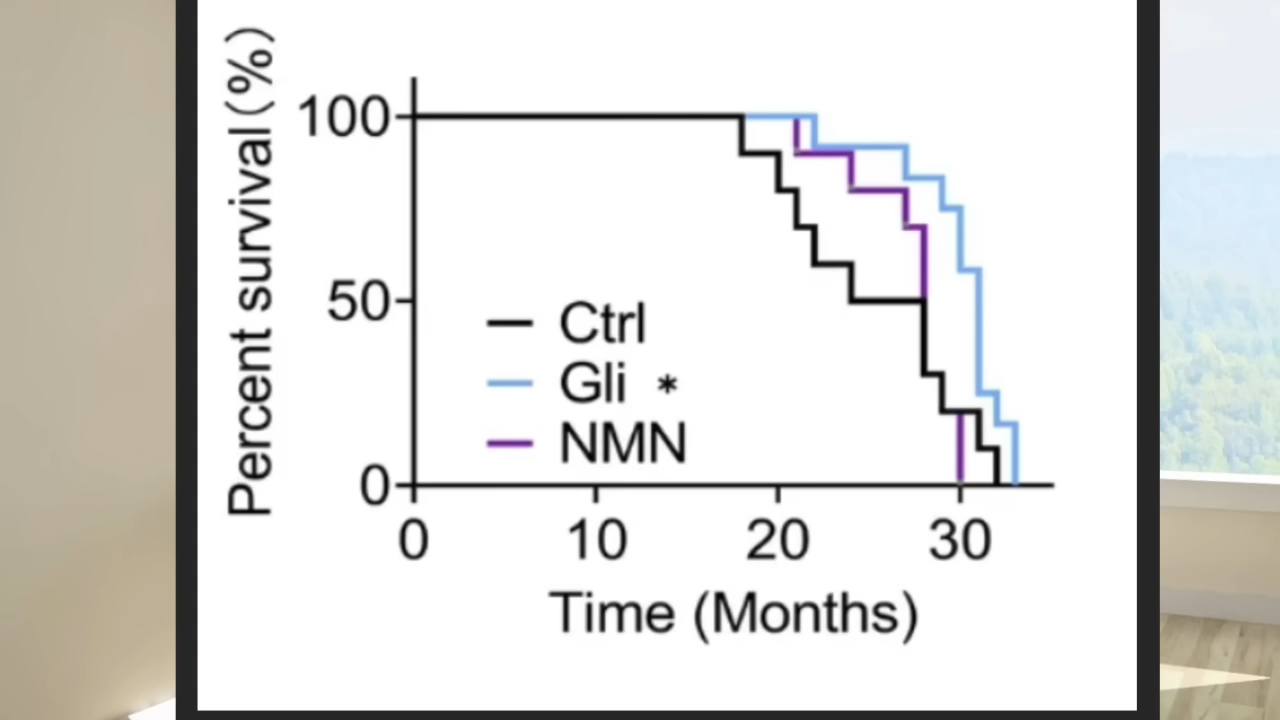 Percent survival (%)
100
50
0
Ctrl
Gli *
NMN
0 10 20 30
Time (Months)